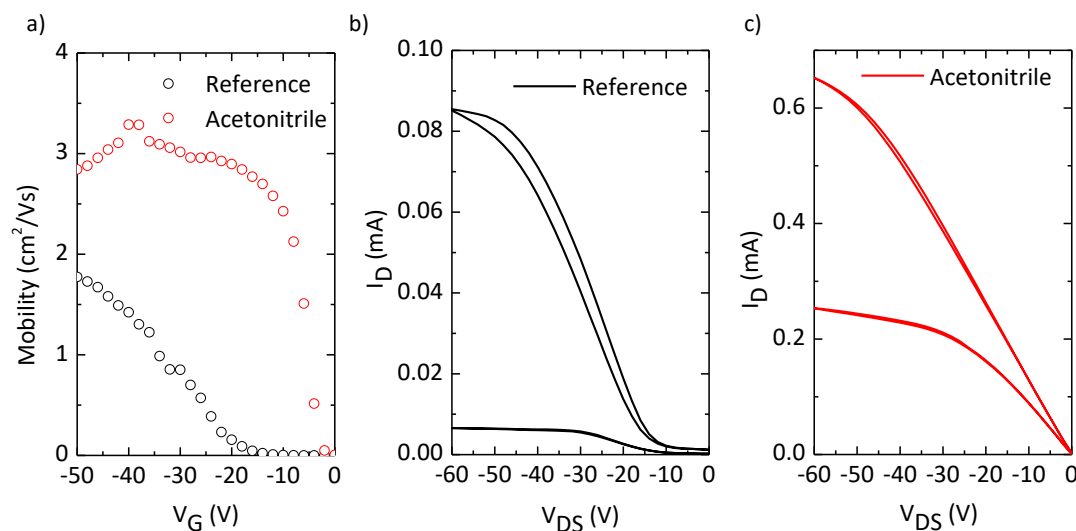 a)
4
3
2
1
0
-50
-40
-30
-20
-10
0
Mobility (cm²/Vs)
V_G (V)
Reference
Acetonitrile
b)
0.10
0.08
0.06
0.04
0.02
0.00
-60
-50
-40
-30
-20
-10
0
I_D (mA)
V_DS (V)
Reference
c)
0.6
0.4
0.2
0.0
-60
-50
-40
-30
-20
-10
0
I_D (mA)
V_DS (V)
Acetonitrile